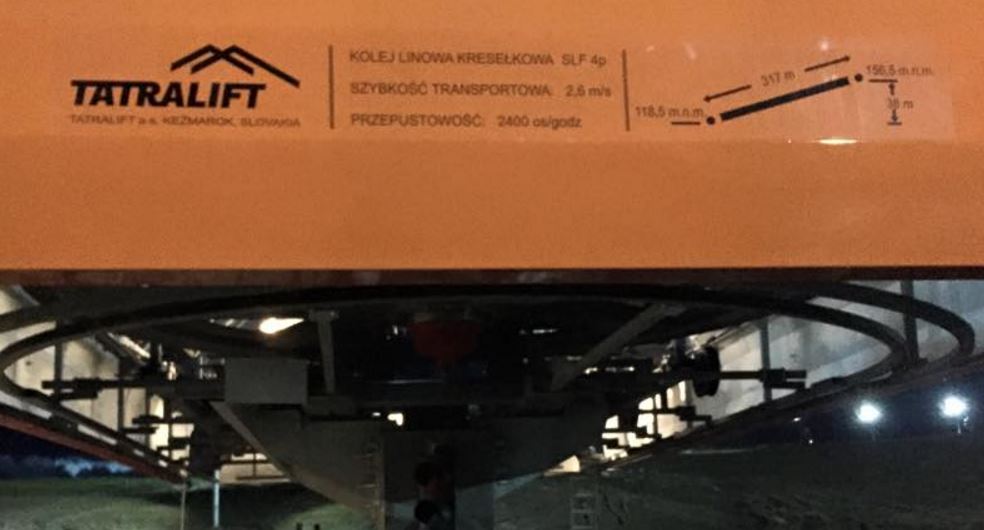 TATRALIFT
TATRALIFT a.s. KEŻMAROK, SLOVAKIA
KOLEJ LINOWA KRESEŁKOWA SLF 4p
SZYBKOŚĆ TRANSPORTOWA: 2,6 m/s
PRZEPUSTOWOŚĆ: 2400 os/godz
118,5 m.n.m.
317 m
156,5 m.n.m.
38 m